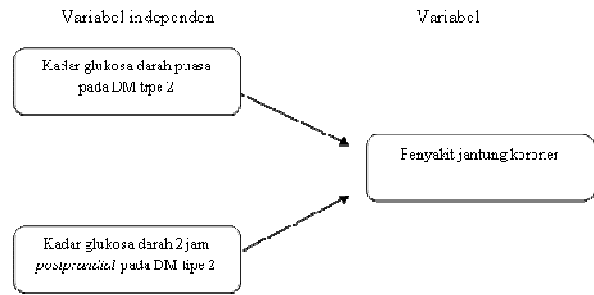 Variabel independen
Variabel
Kadar glukosa darah puasa
pada DM tipe 2
Penyakit jantung koroner
Kadar glukosa darah 2 jam
postprandial pada DM tipe 2